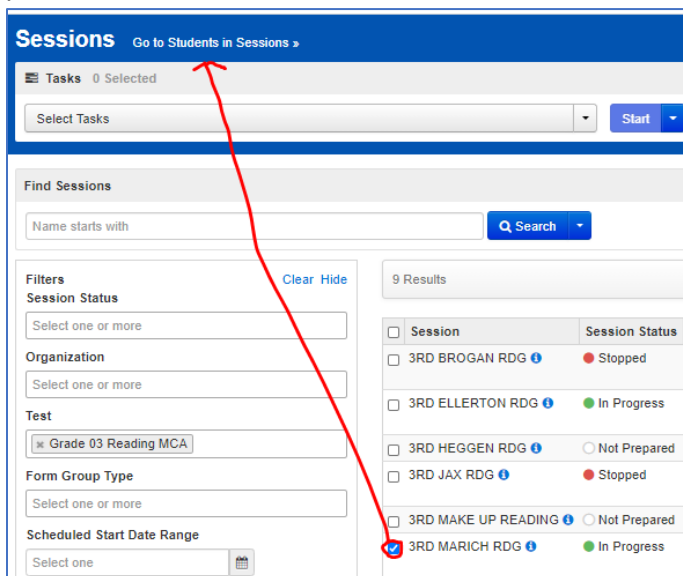 Sessions Go to Students in Sessions »
Tasks 0 Selected
Select Tasks
Start
Find Sessions
Name starts with
Search
Filters
Clear Hide
Session Status
Select one or more
Organization
Select one or more
Test
× Grade 03 Reading MCA
Form Group Type
Select one or more
Scheduled Start Date Range
Select one
9 Results
Session Session Status
3RD BROGAN RDG Stopped
3RD ELLERTON RDG In Progress
3RD HEGGEN RDG Not Prepared
3RD JAX RDG Stopped
3RD MAKE UP READING Not Prepared
3RD MARICH RDG In Progress